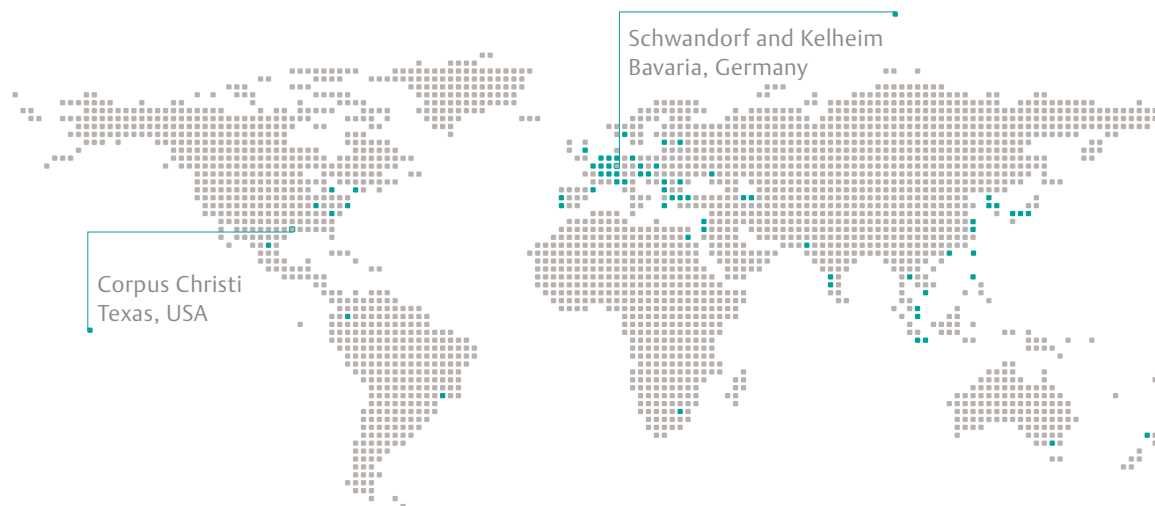 Schwandorf and Kelheim
Bavaria, Germany
Corpus Christi
Texas, USA